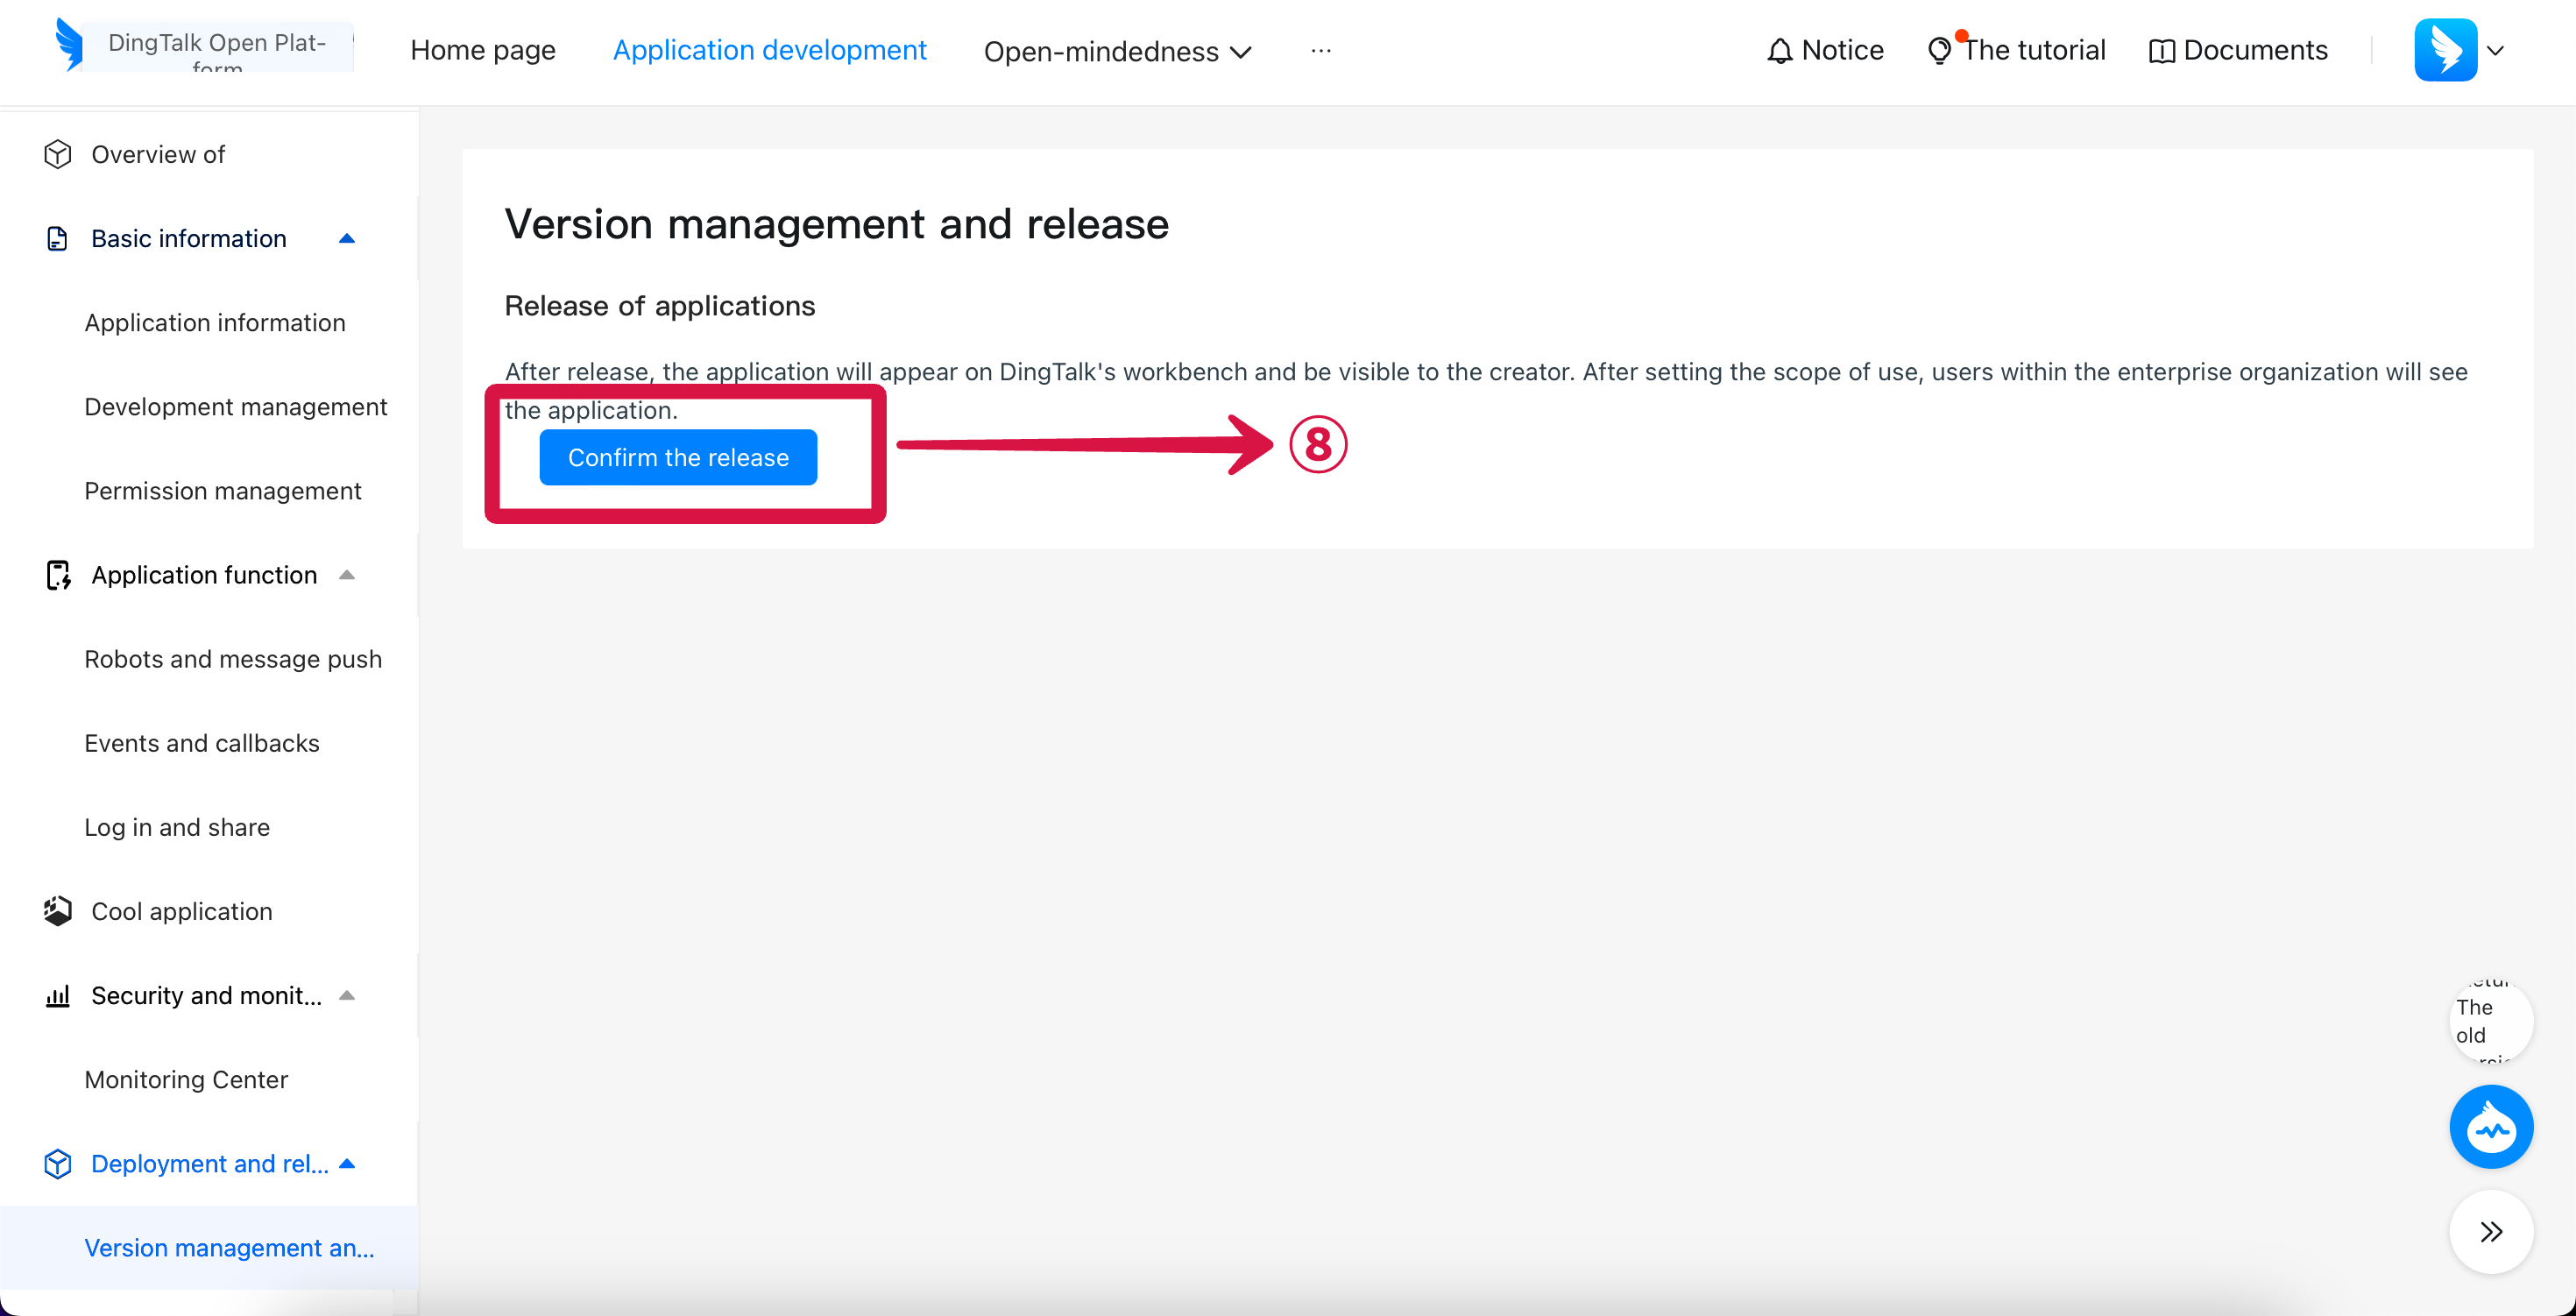 DingTalk Open Plat-
form
Home page
Application development
Open-mindedness
...
Notice
The tutorial
Documents
Overview of
Basic information
Application information
Development management
Permission management
Application function
Robots and message push
Events and callbacks
Log in and share
Cool application
Security and monit...
Monitoring Center
Deployment and rel...
Version management an...
Version management and release
Release of applications
After release, the application will appear on DingTalk's workbench and be visible to the creator. After setting the scope of use, users within the enterprise organization will see
the application.
Confirm the release
⑧
The
old